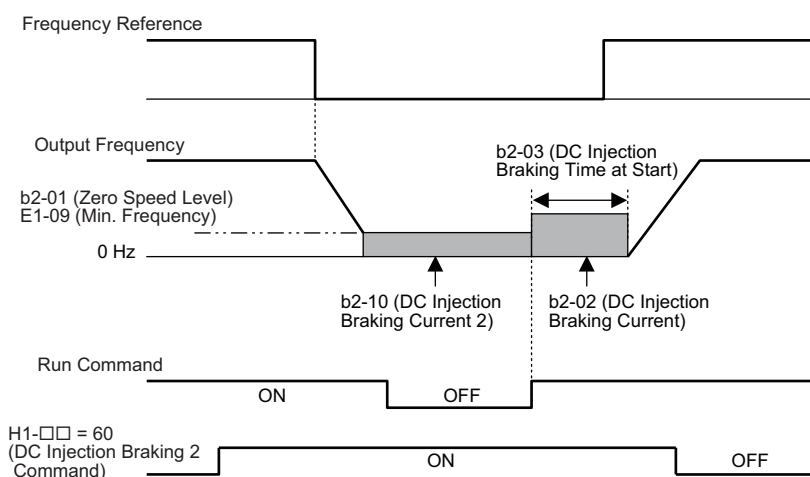 Frequency Reference
Output Frequency
b2-03 (DC Injection
Braking Time at Start)
b2-01 (Zero Speed Level)
E1-09 (Min. Frequency)
0 Hz
b2-10 (DC Injection
Braking Current 2)
b2-02 (DC Injection
Braking Current)
Run Command
ON
OFF
H1-□□ = 60
(DC Injection Braking 2
Command)
ON
OFF